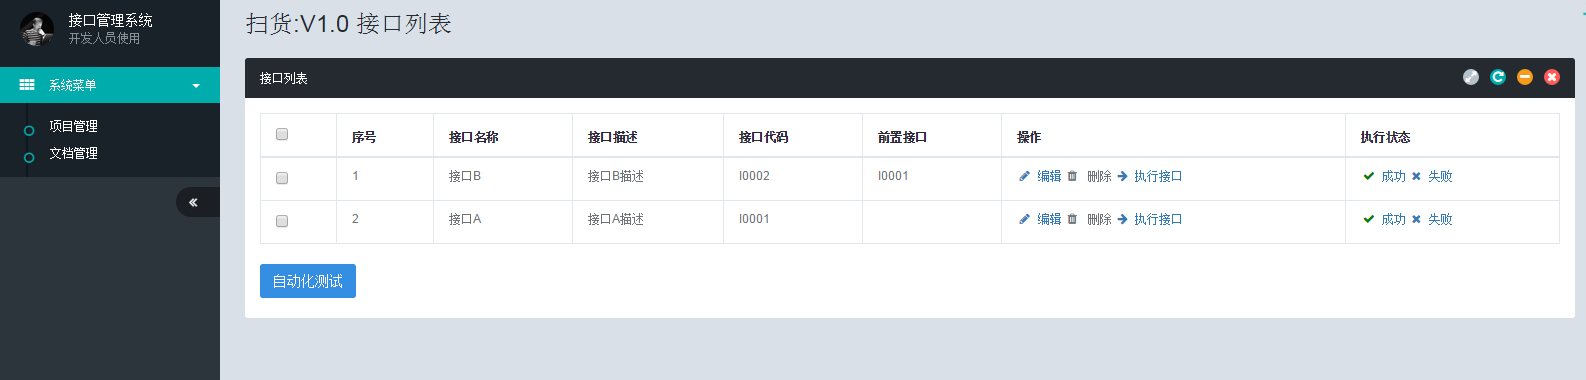 接口管理系统
开发人员使用
系统菜单
项目管理
文档管理
扫货:V1.0 接口列表
接口列表
序号 接口名称 接口描述 接口代码 前置接口 操作 执行状态
1 接口B 接口B描述 I0002 I0001 编辑 删除 执行接口 成功 失败
2 接口A 接口A描述 I0001 编辑 删除 执行接口 成功 失败
自动化测试